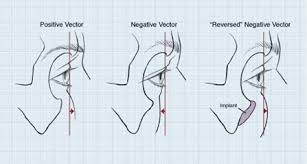 Positive Vector
Negative Vector
"Reversed" Negative Vector
Implant